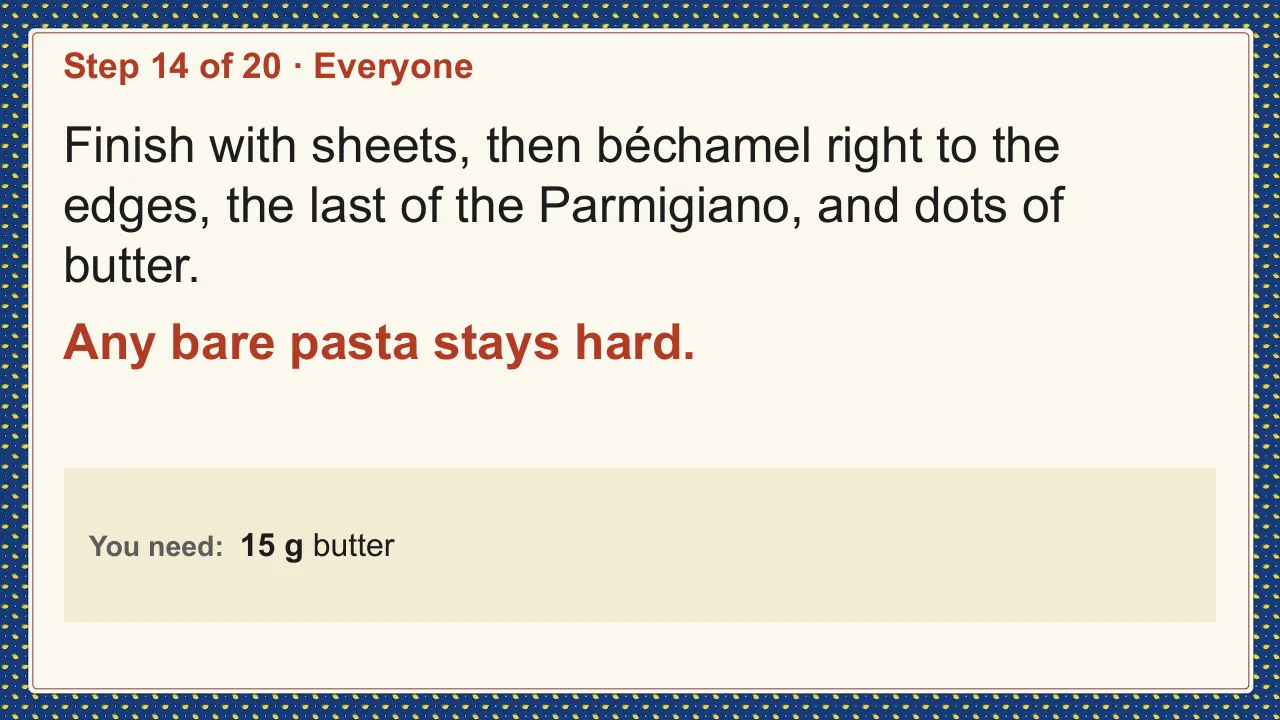 Step 14 of 20 · Everyone
Finish with sheets, then béchamel right to the
edges, the last of the Parmigiano, and dots of
butter.
Any bare pasta stays hard.
You need: 15 g butter